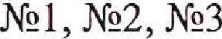 №1, №2, №3